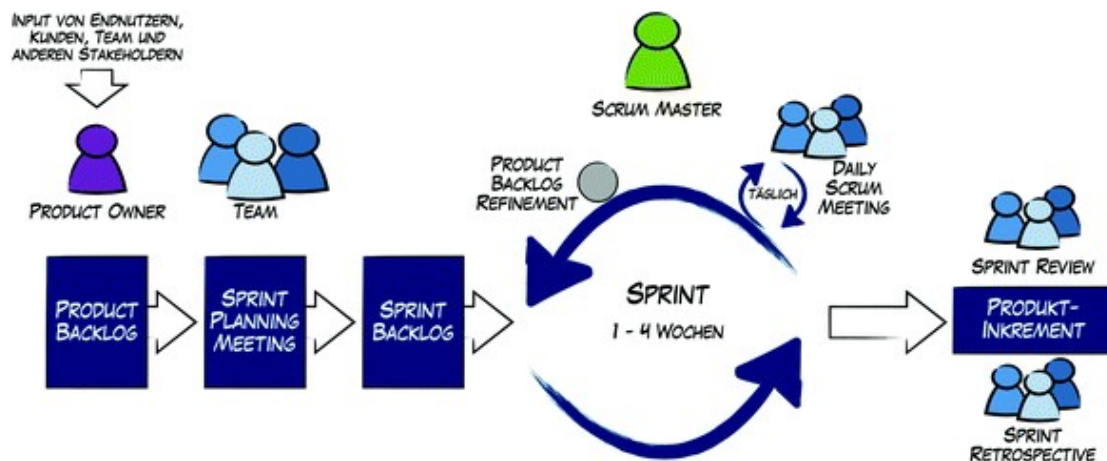 INPUT VON ENDNUTZERN,
KUNDEN, TEAM UND
ANDEREN STAKEHOLDERN
PRODUCT OWNER
TEAM
SCRUM MASTER
PRODUCT
BACKLOG
REFINEMENT
TÄGLICH
DAILY
SCRUM
MEETING
PRODUCT
BACKLOG
SPRINT
PLANNING
MEETING
SPRINT
BACKLOG
SPRINT
1 - 4 WOCHEN
SPRINT REVIEW
PRODUKT-
INKREMENT
SPRINT
RETROSPECTIVE